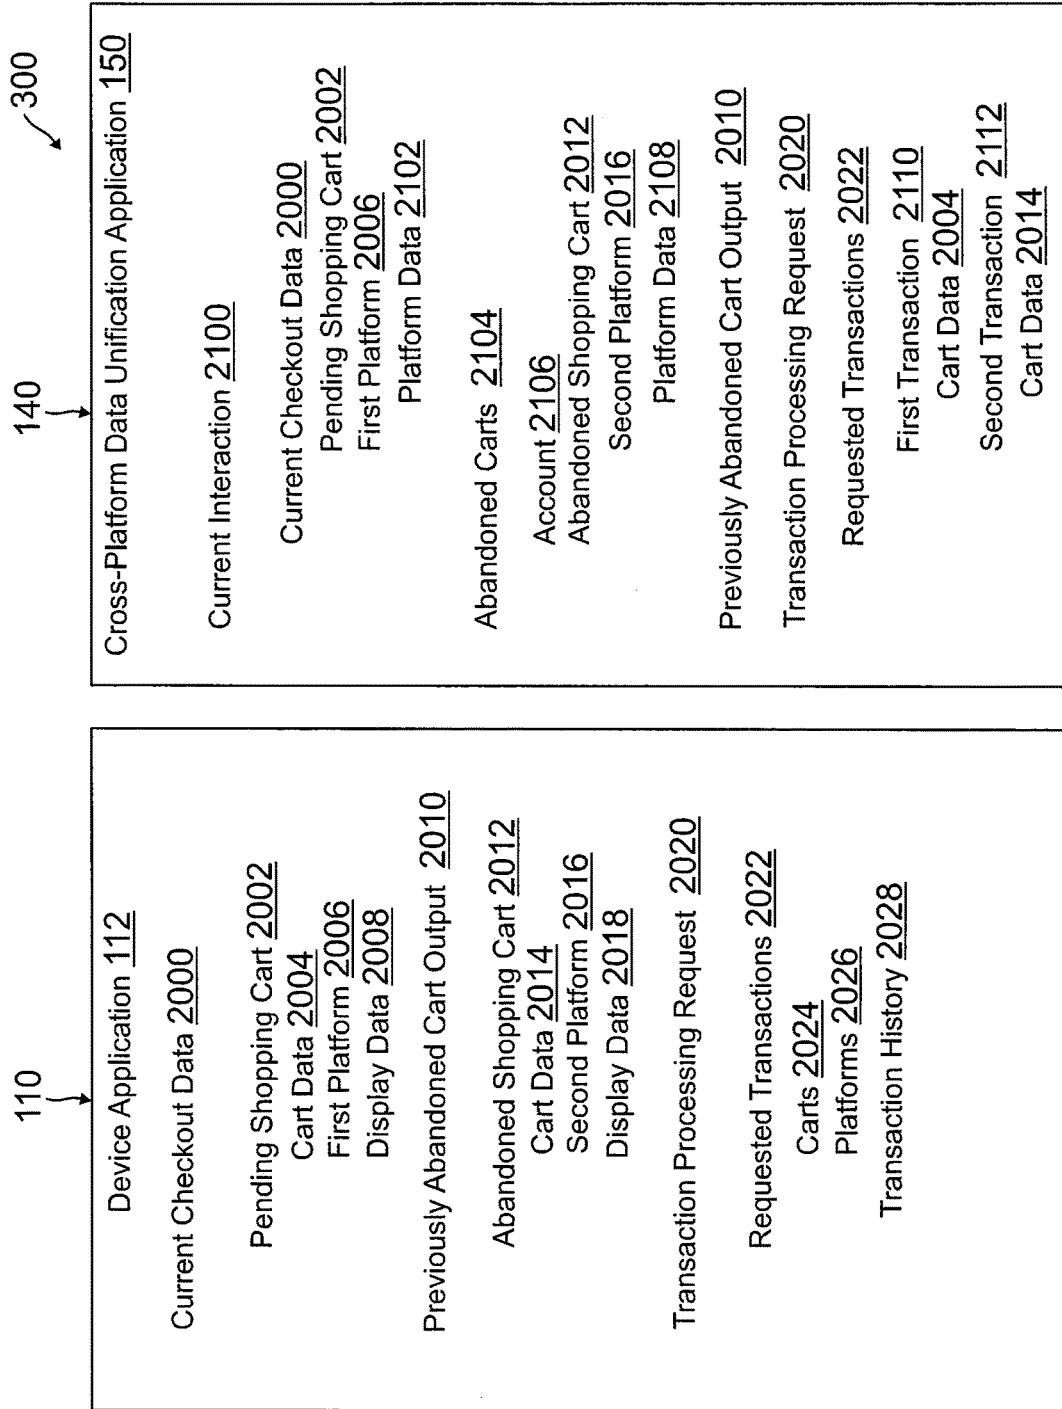 300
110
Device Application 112
Current Checkout Data 2000
Pending Shopping Cart 2002
Cart Data 2004
First Platform 2006
Display Data 2008
Previously Abandoned Cart Output 2010
Abandoned Shopping Cart 2012
Cart Data 2014
Second Platform 2016
Display Data 2018
Transaction Processing Request 2020
Requested Transactions 2022
Carts 2024
Platforms 2026
Transaction History 2028
140
Cross-Platform Data Unification Application 150
Current Interaction 2100
Current Checkout Data 2000
Pending Shopping Cart 2002
First Platform 2006
Platform Data 2102
Abandoned Carts 2104
Account 2106
Abandoned Shopping Cart 2012
Second Platform 2016
Platform Data 2108
Previously Abandoned Cart Output 2010
Transaction Processing Request 2020
Requested Transactions 2022
First Transaction 2110
Cart Data 2004
Second Transaction 2112
Cart Data 2014